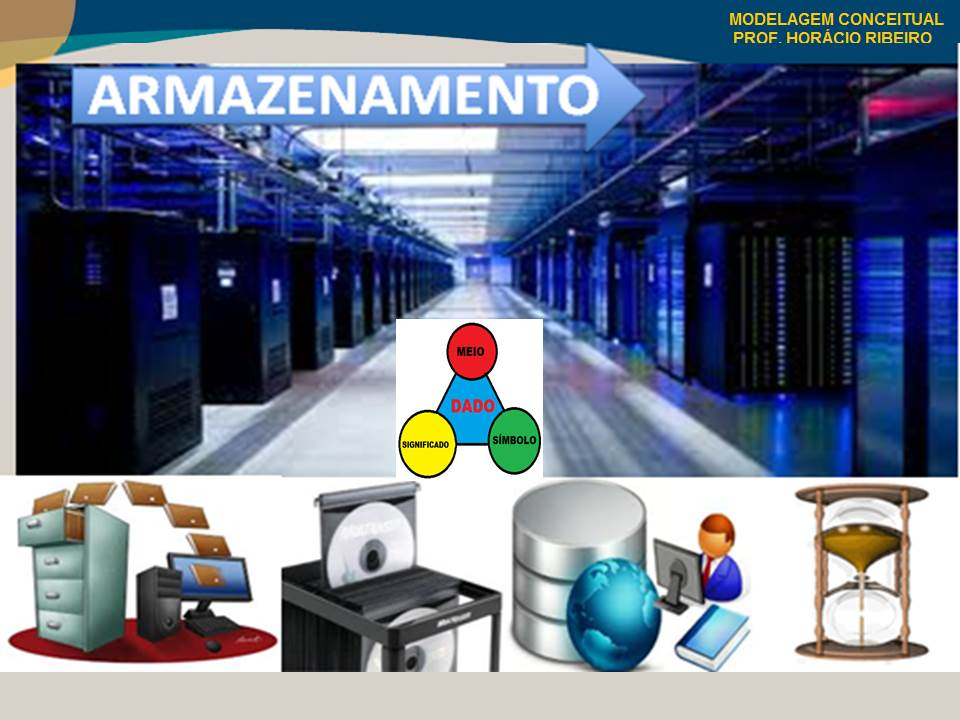 MODELAGEM CONCEITUAL
PROF. HORÁCIO RIBEIRO
ARMAZENAMENTO
MEIO
DADO
SIGNIFICADO
SÍMBOLO